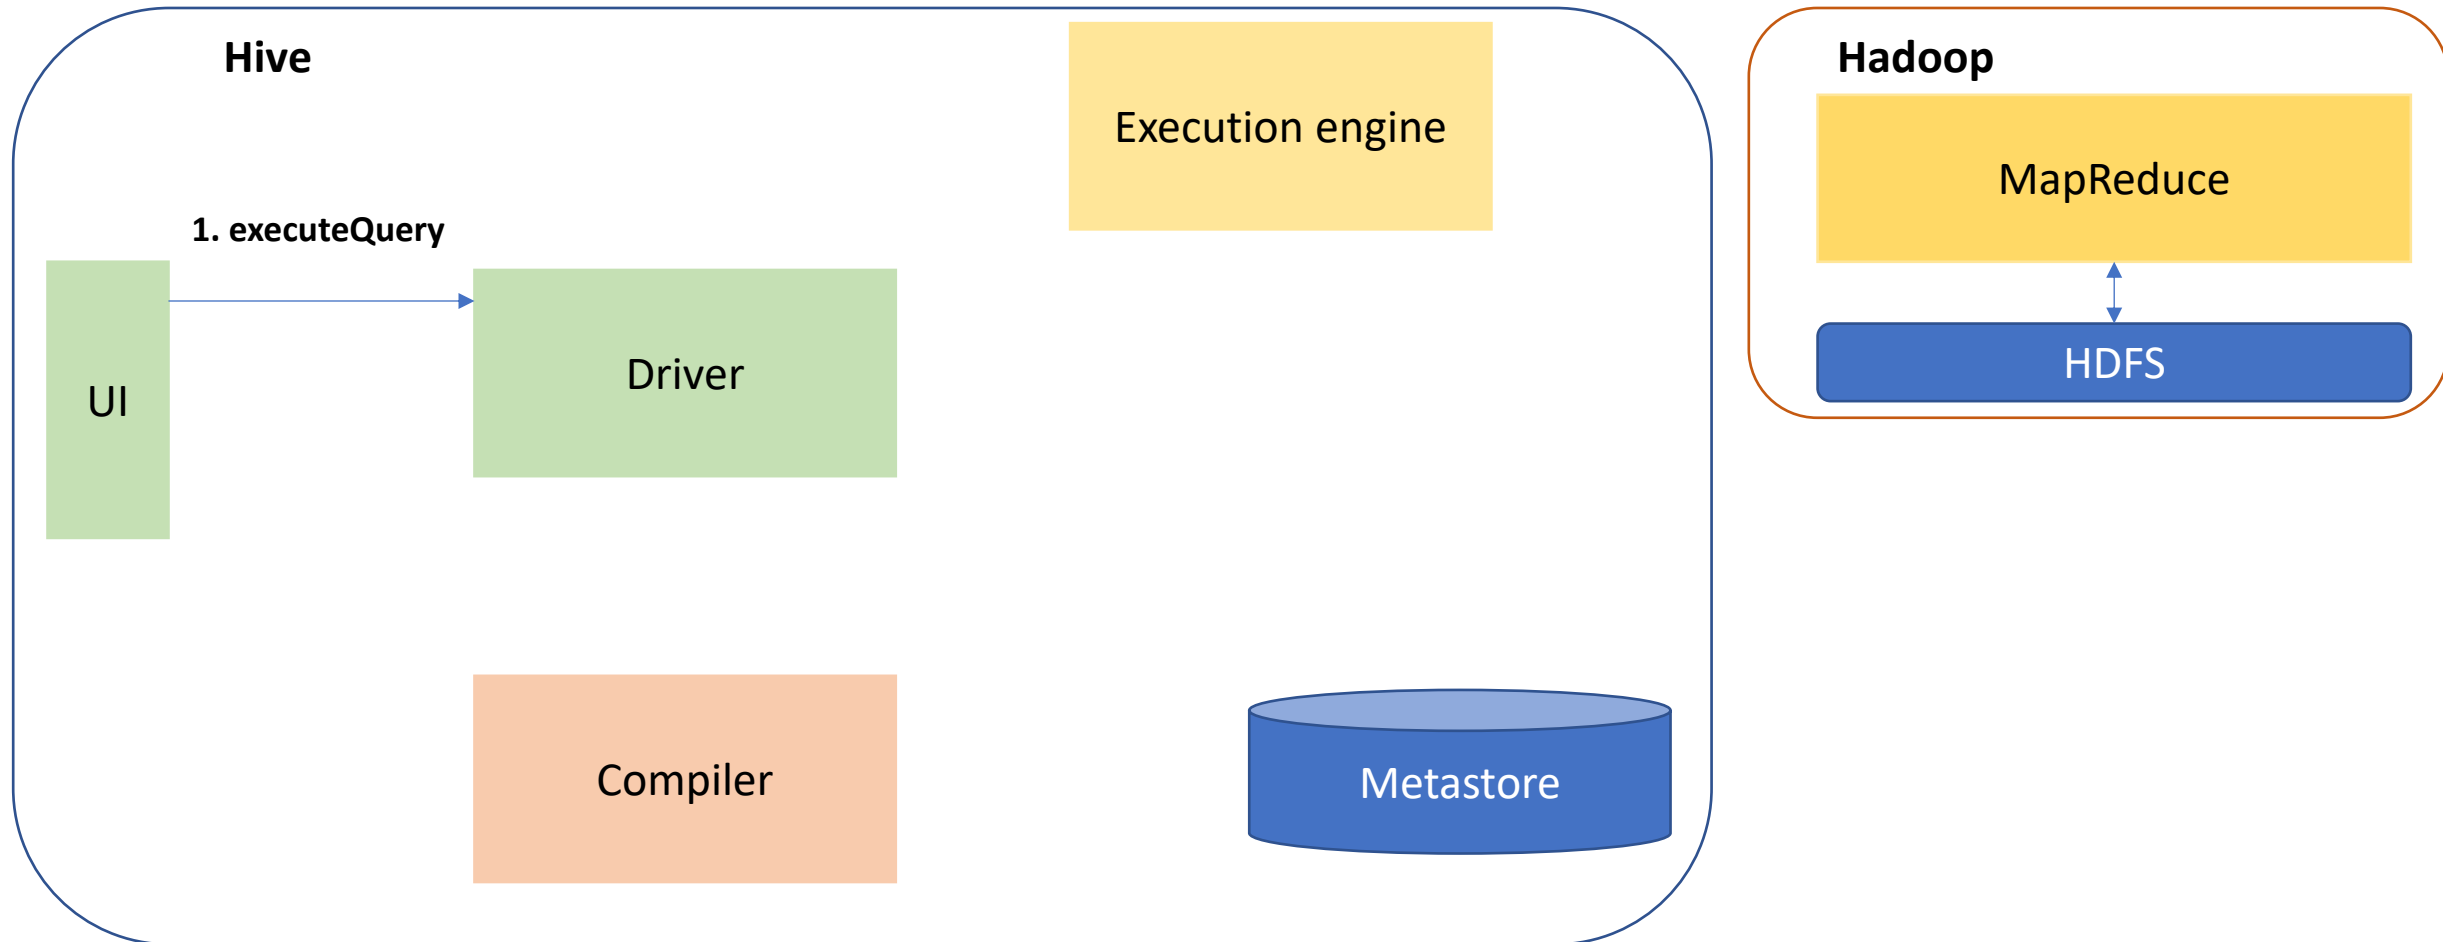 Hive
Execution engine
Hadoop
MapReduce
1. executeQuery
UI
Driver
HDFS
Compiler
Metastore